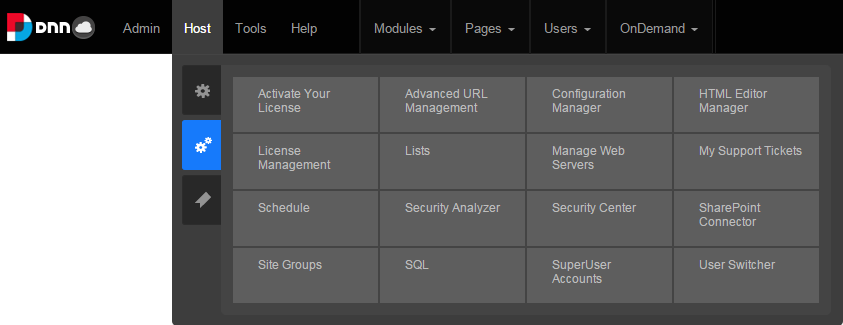 DNN Admin Host Tools Help Modules Pages Users OnDemand
Activate Your Advanced URL Configuration HTML Editor
License Management Manager Manager
License Lists Manage Web My Support Tickets
Management Servers
Schedule Security Analyzer Security Center SharePoint
Connector
Site Groups SQL SuperUser User Switcher
Accounts